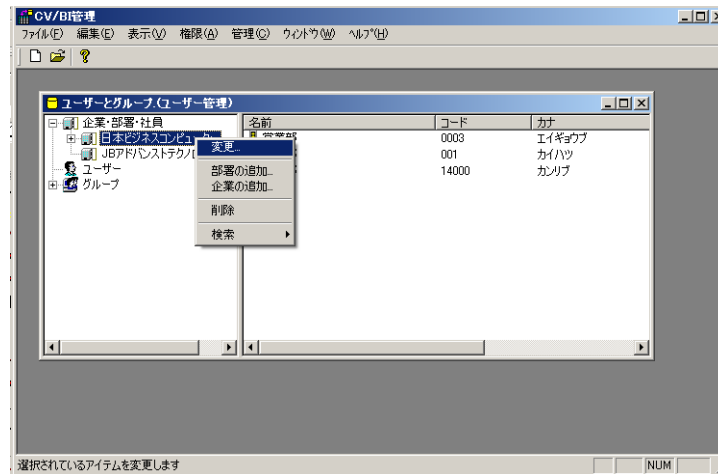 CV/BI管理
ファイル(F) 編集(E) 表示(V) 権限(A) 管理(C) ウィンドウ(W) ヘルプ(H)
ユーザーとグループ.(ユーザー管理)
企業・部署・社員
日本ビジネスコンピュー
JBアドバンストテクノロ
ユーザー
グループ
名前 コード カナ
営業部 0003 エイギョウブ
001 カイハツ
14000 カンリブ
変更...
部署の追加...
企業の追加...
削除
検索
選択されているアイテムを変更します
NUM